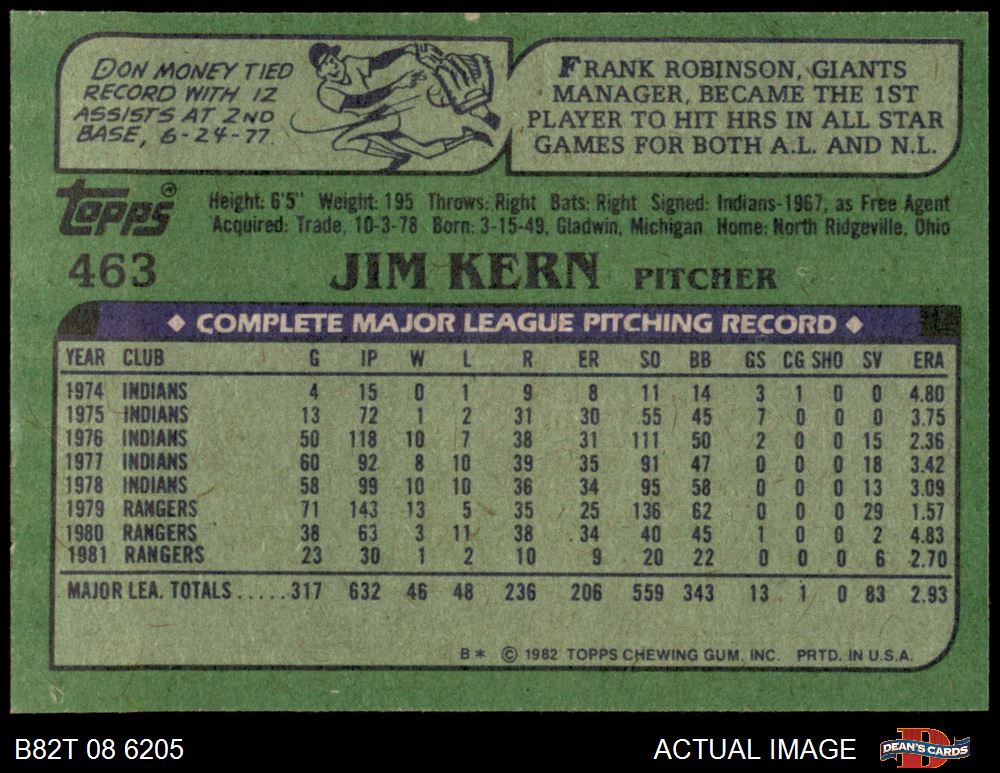 DON MONEY TIED
RECORD WITH 12
ASSISTS AT 2ND
BASE, 6-24-77.
FRANK ROBINSON, GIANTS
MANAGER, BECAME THE 1ST
PLAYER TO HIT HRS IN ALL STAR
GAMES FOR BOTH A.L. AND N.L.
Topps®
Height: 6'5" Weight: 195 Throws: Right Bats: Right Signed: Indians-1967, as Free Agent
Acquired: Trade, 10-3-78 Born: 3-15-49, Gladwin, Michigan Home: North Ridgeville, Ohio
463 JIM KERN PITCHER
◆ COMPLETE MAJOR LEAGUE PITCHING RECORD ◆
YEAR CLUB G IP W L R ER SO BB GS CG SHO SV ERA
1974 INDIANS 4 15 0 1 9 8 11 14 3 1 0 0 4.80
1975 INDIANS 13 72 1 2 31 30 55 45 7 0 0 0 3.75
1976 INDIANS 50 118 10 7 38 31 111 50 2 0 0 15 2.36
1977 INDIANS 60 92 8 10 39 35 91 47 0 0 0 18 3.42
1978 INDIANS 58 99 10 10 36 34 95 58 0 0 0 13 3.09
1979 RANGERS 71 143 13 5 35 25 136 62 0 0 0 29 1.57
1980 RANGERS 38 63 3 11 38 34 40 45 1 0 0 2 4.83
1981 RANGERS 23 30 1 2 10 9 20 22 0 0 0 6 2.70
MAJOR LEA. TOTALS.....317 632 46 48 236 206 559 343 13 1 0 83 2.93
B* © 1982 TOPPS CHEWING GUM, INC. PRTD. IN U.S.A.
B82T 08 6205
ACTUAL IMAGE
DEAN'S CARDS